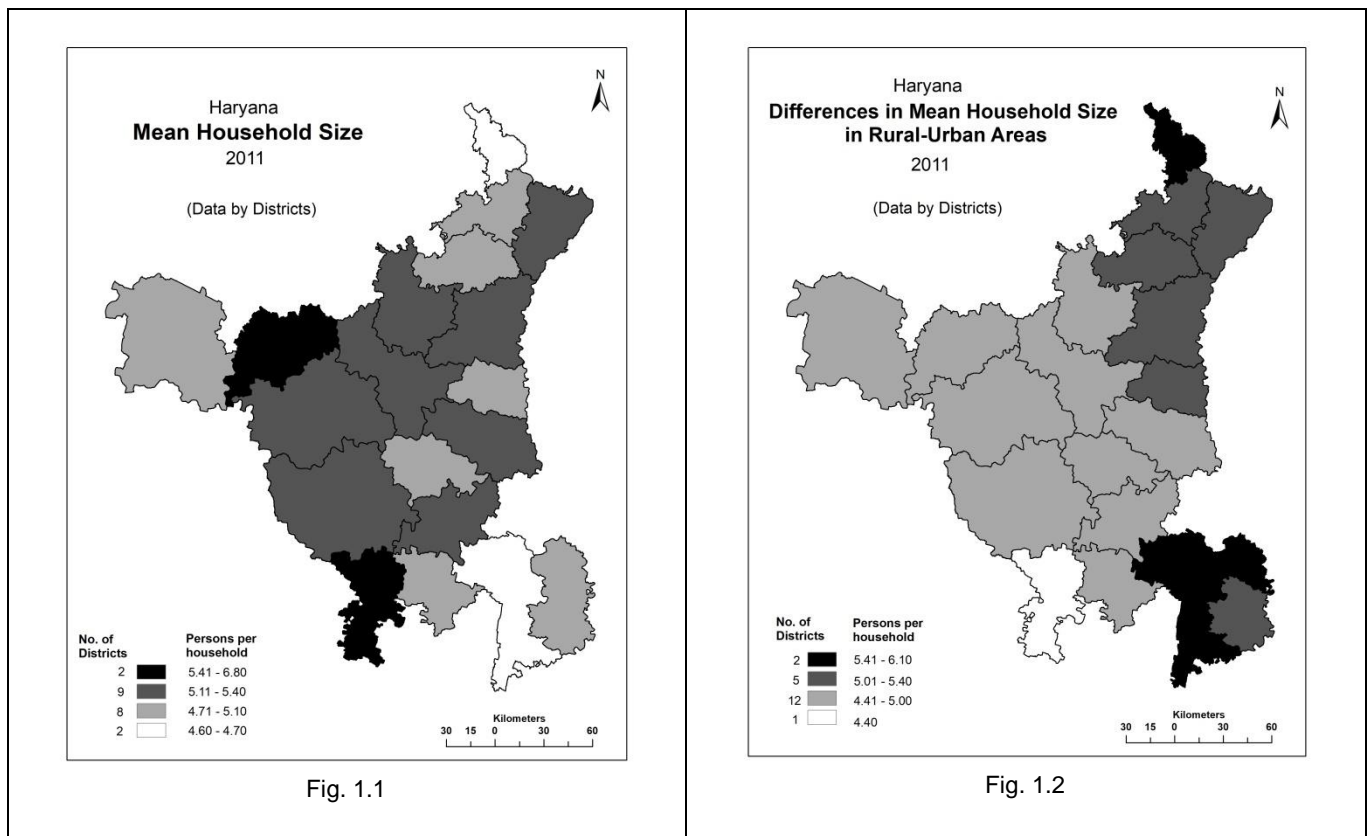 Haryana
Mean Household Size
2011
(Data by Districts)
N
No. of Districts
Persons per household
2 5.41 - 6.80
9 5.11 - 5.40
8 4.71 - 5.10
2 4.60 - 4.70
Kilometers
30 15 0 30 60
Fig. 1.1
Haryana
Differences in Mean Household Size
in Rural-Urban Areas
2011
(Data by Districts)
N
No. of Districts
Persons per household
2 5.41 - 6.10
5 5.01 - 5.40
12 4.41 - 5.00
1 4.40
Kilometers
30 15 0 30 60
Fig. 1.2